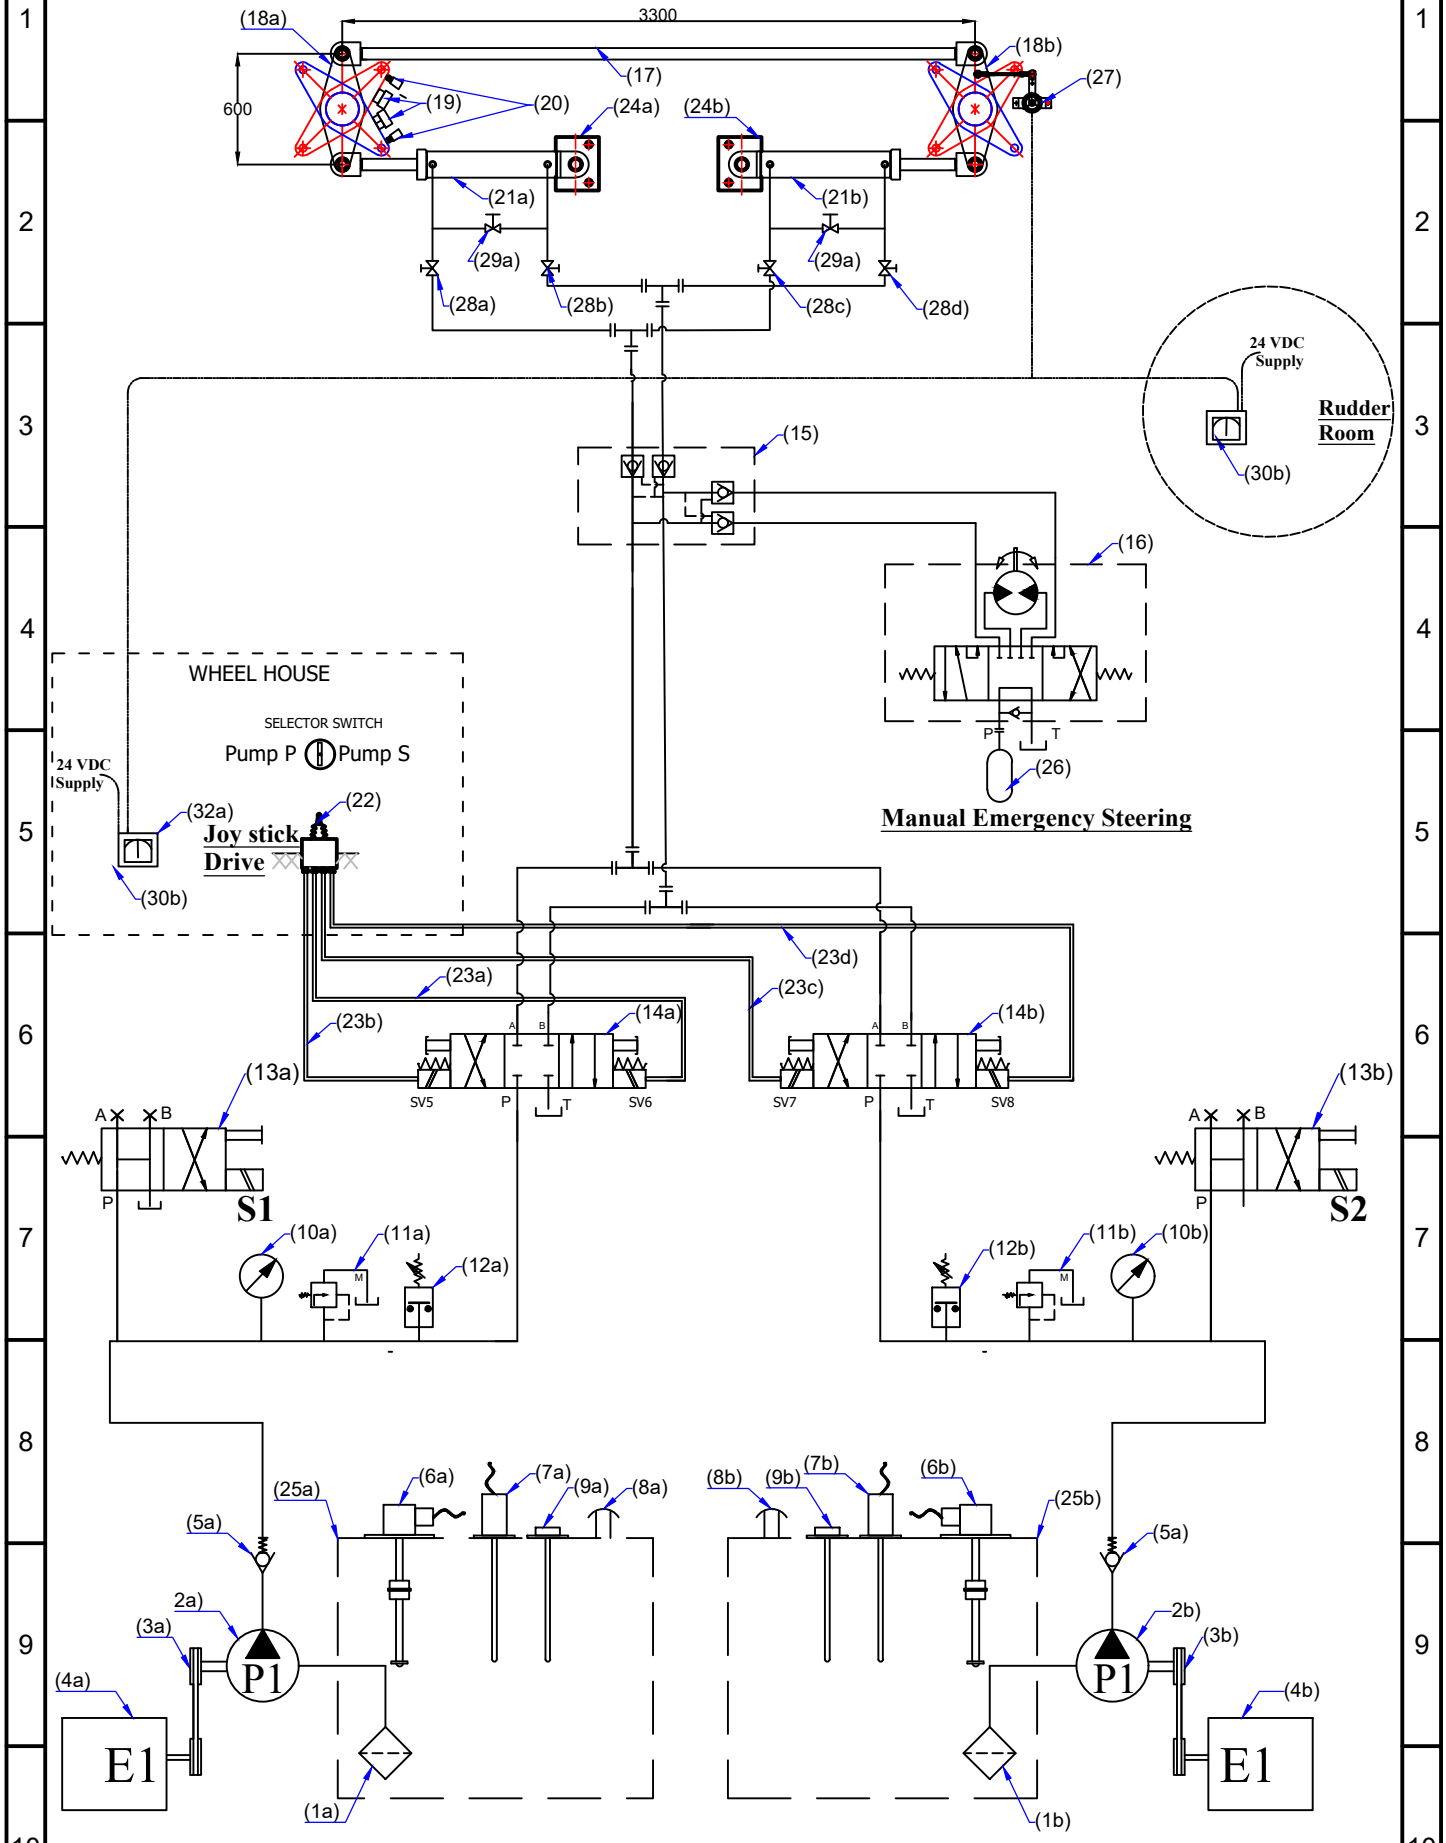 1
3300
1
(18a)
(18b)
(17)
(27)
600
(19)
(20)
(24a)
(24b)
(21a)
(21b)
2
2
(29a)
(29a)
(28a)
(28b)
(28c)
(28d)
24 VDC
Supply
3
Rudder
Room
3
(15)
(30b)
(16)
4
4
WHEEL HOUSE
SELECTOR SWITCH
Pump P
Pump S
P
T
24 VDC
Supply
(26)
(32a)
(22)
Manual Emergency Steering
5
Joy stick
Drive
5
(30b)
(23d)
(23a)
(23c)
(23b)
(14a)
(14b)
A
B
A
B
6
6
(13a)
(13b)
SV5
P
T
SV6
SV7
P
T
SV8
A
B
A
B
P
S1
P
S2
7
(10a)
(11a)
(12a)
(12b)
(11b)
(10b)
7
M
M
-
-
8
8
(6a)
(7a)
(9a)
(8a)
(8b)
(9b)
(7b)
(6b)
(25a)
(25b)
(5a)
(5a)
2a)
2b)
(3a)
(3b)
9
9
P1
P1
(4a)
(4b)
E1
E1
(1a)
(1b)
10
10